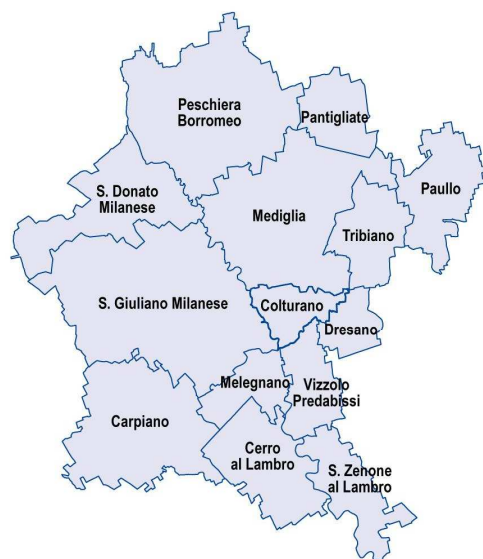 Peschiera
Borromeo
Pantigliate
S. Donato
Milanese
Paullo
Mediglia
Tribiano
S. Giuliano Milanese
Colturano
Dresano
Melegnano
Vizzolo
Predabissi
Carpiano
Cerro
al Lambro
S. Zenone
al Lambro